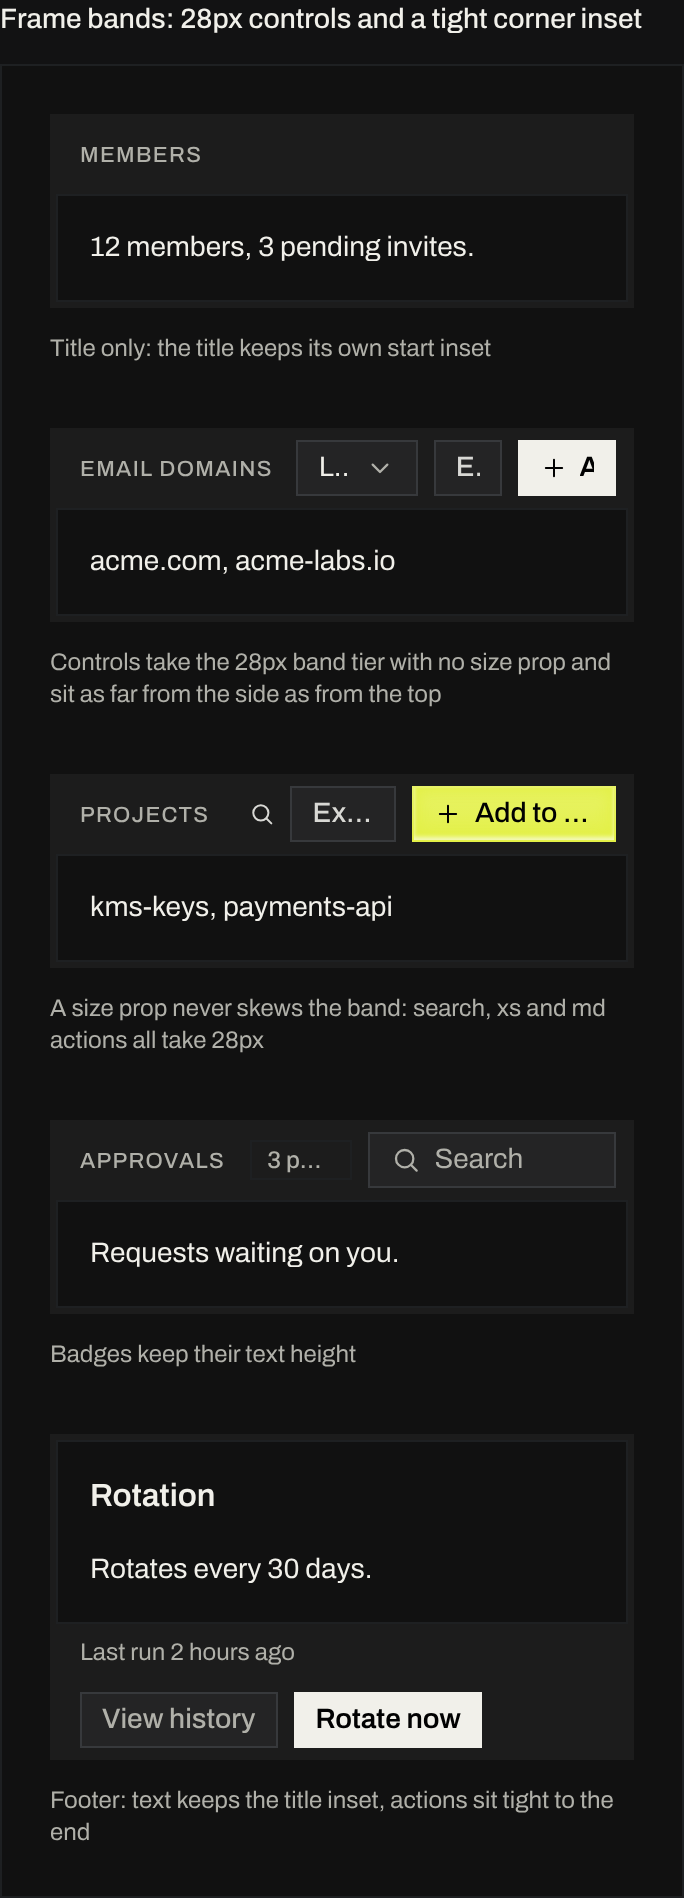 Frame bands: 28px controls and a tight corner inset
MEMBERS
12 members, 3 pending invites.
Title only: the title keeps its own start inset
EMAIL DOMAINS
L..
E.
A
acme.com, acme-labs.io
Controls take the 28px band tier with no size prop and
sit as far from the side as from the top
PROJECTS
Ex...
Add to ...
kms-keys, payments-api
A size prop never skews the band: search, xs and md
actions all take 28px
APPROVALS
3 p...
Search
Requests waiting on you.
Badges keep their text height
Rotation
Rotates every 30 days.
Last run 2 hours ago
View history
Rotate now
Footer: text keeps the title inset, actions sit tight to the
end